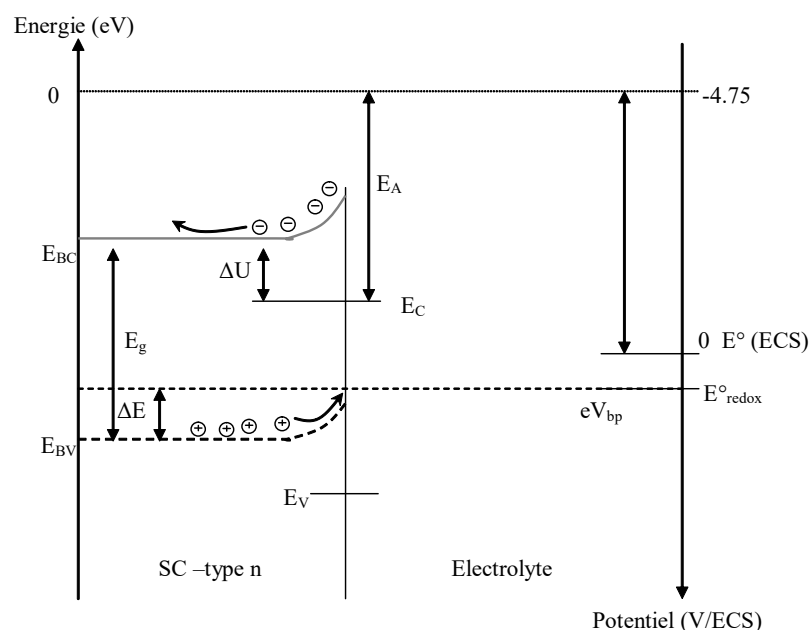 Energie (eV)
0
-4.75
E_A
E_BC
ΔU
E_C
E_g
0 E° (ECS)
ΔE
E°_redox
eV_bp
E_BV
E_V
SC –type n
Electrolyte
Potentiel (V/ECS)